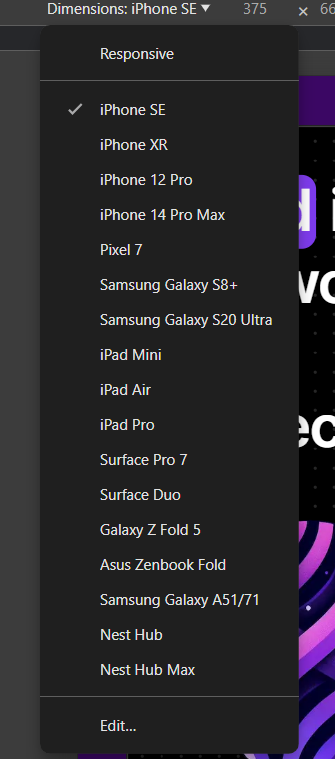 Dimensions: iPhone SE ▼ 375 × 66
Responsive
iPhone SE
iPhone XR
iPhone 12 Pro
iPhone 14 Pro Max
Pixel 7
Samsung Galaxy S8+
Samsung Galaxy S20 Ultra
iPad Mini
iPad Air
iPad Pro
Surface Pro 7
Surface Duo
Galaxy Z Fold 5
Asus Zenbook Fold
Samsung Galaxy A51/71
Nest Hub
Nest Hub Max
Edit...